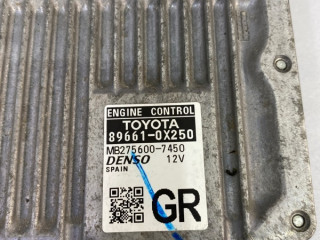 ENGINE CONTROL
TOYOTA
89661-0X250
MB275600-7450
DENSO 12V
SPAIN
GR